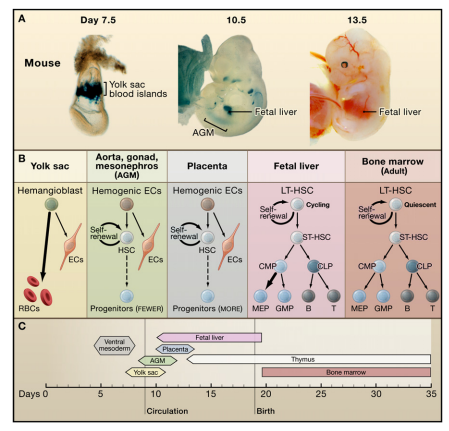 A
Day 7.5
10.5
13.5
Mouse
Yolk sac
blood islands
Fetal liver
AGM
Fetal liver
B
Yolk sac
Aorta, gonad,
mesonephros
(AGM)
Placenta
Fetal liver
Bone marrow
(Adult)
Hemangioblast
ECs
RBCs
Hemogenic ECs
Self-
renewal
HSC
ECs
Progenitors (FEWER)
Hemogenic ECs
Self-
renewal
HSC
ECs
Progenitors (MORE)
LT-HSC
Self-
renewal
Cycling
ST-HSC
CMP
CLP
MEP GMP B T
LT-HSC
Self-
renewal
Quiescent
ST-HSC
CMP
CLP
MEP GMP B T
C
Ventral
mesoderm
Fetal liver
Placenta
AGM
Thymus
Yolk sac
Bone marrow
Days 0 5 10 15 20 25 30 35
Circulation
Birth